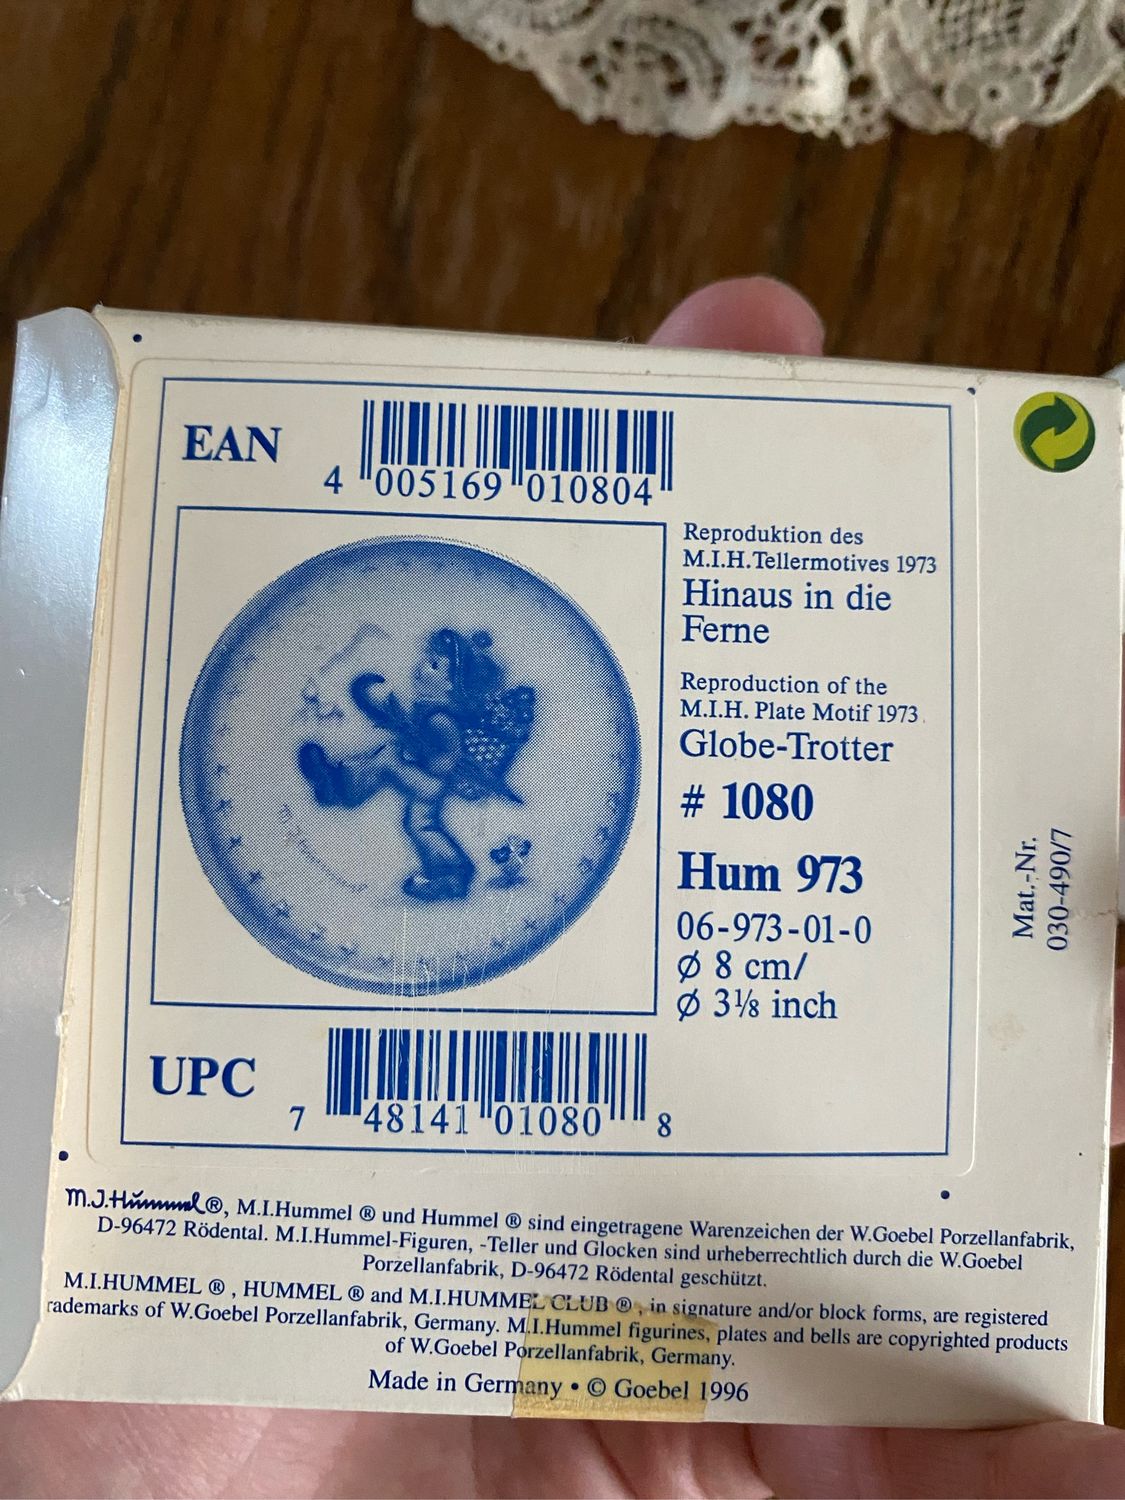 EAN
4 005169 010804
Reproduktion des
M.I.H.Tellermotives 1973
Hinaus in die
Ferne
Reproduction of the
M.I.H. Plate Motif 1973
Globe-Trotter
# 1080
Hum 973
06-973-01-0
Ø 8 cm/
Ø 3⅛ inch
Mat.-Nr.
030-490/7
UPC
7 48141 01080 8
M.J.Hummel®, M.I.Hummel ® und Hummel ® sind eingetragene Warenzeichen der W.Goebel Porzellanfabrik,
D-96472 Rödental. M.I.Hummel-Figuren, -Teller und Glocken sind urheberrechtlich durch die W.Goebel
Porzellanfabrik, D-96472 Rödental geschützt.
M.I.HUMMEL ® , HUMMEL ® and M.I.HUMMEL CLUB ® , in signature and/or block forms, are registered
rademarks of W.Goebel Porzellanfabrik, Germany. M.I.Hummel figurines, plates and bells are copyrighted products
of W.Goebel Porzellanfabrik, Germany.
Made in Germany • © Goebel 1996